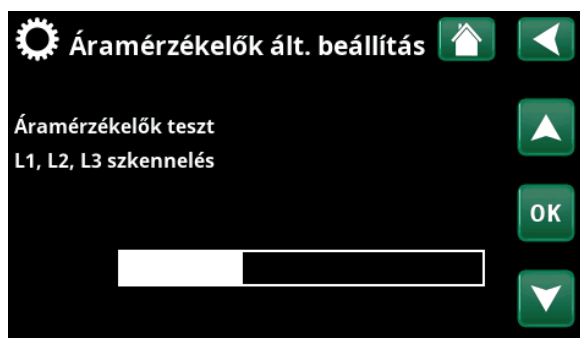 Áramérzékelők ált. beállítás
Áramérzékelők teszt
L1, L2, L3 szkennelés
OK